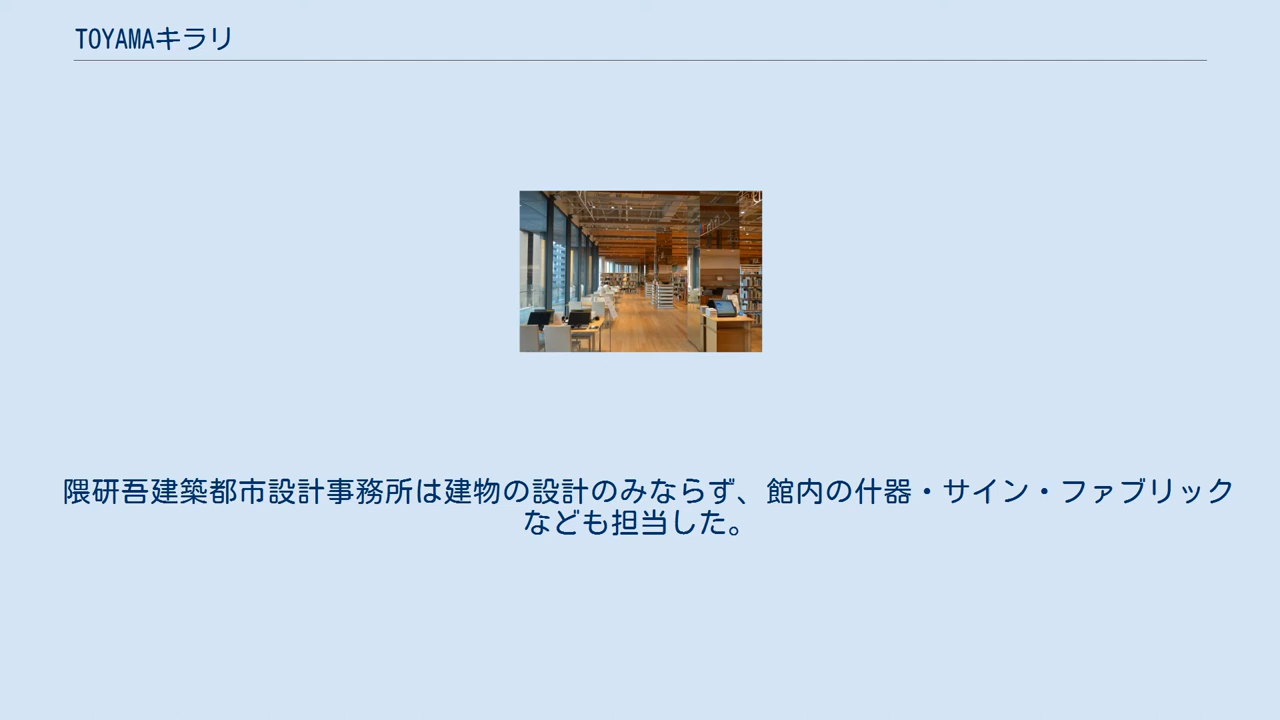 TOYAMAキラリ
隈研吾建築都市設計事務所は建物の設計のみならず、館内の什器・サイン・ファブリック
なども担当した。